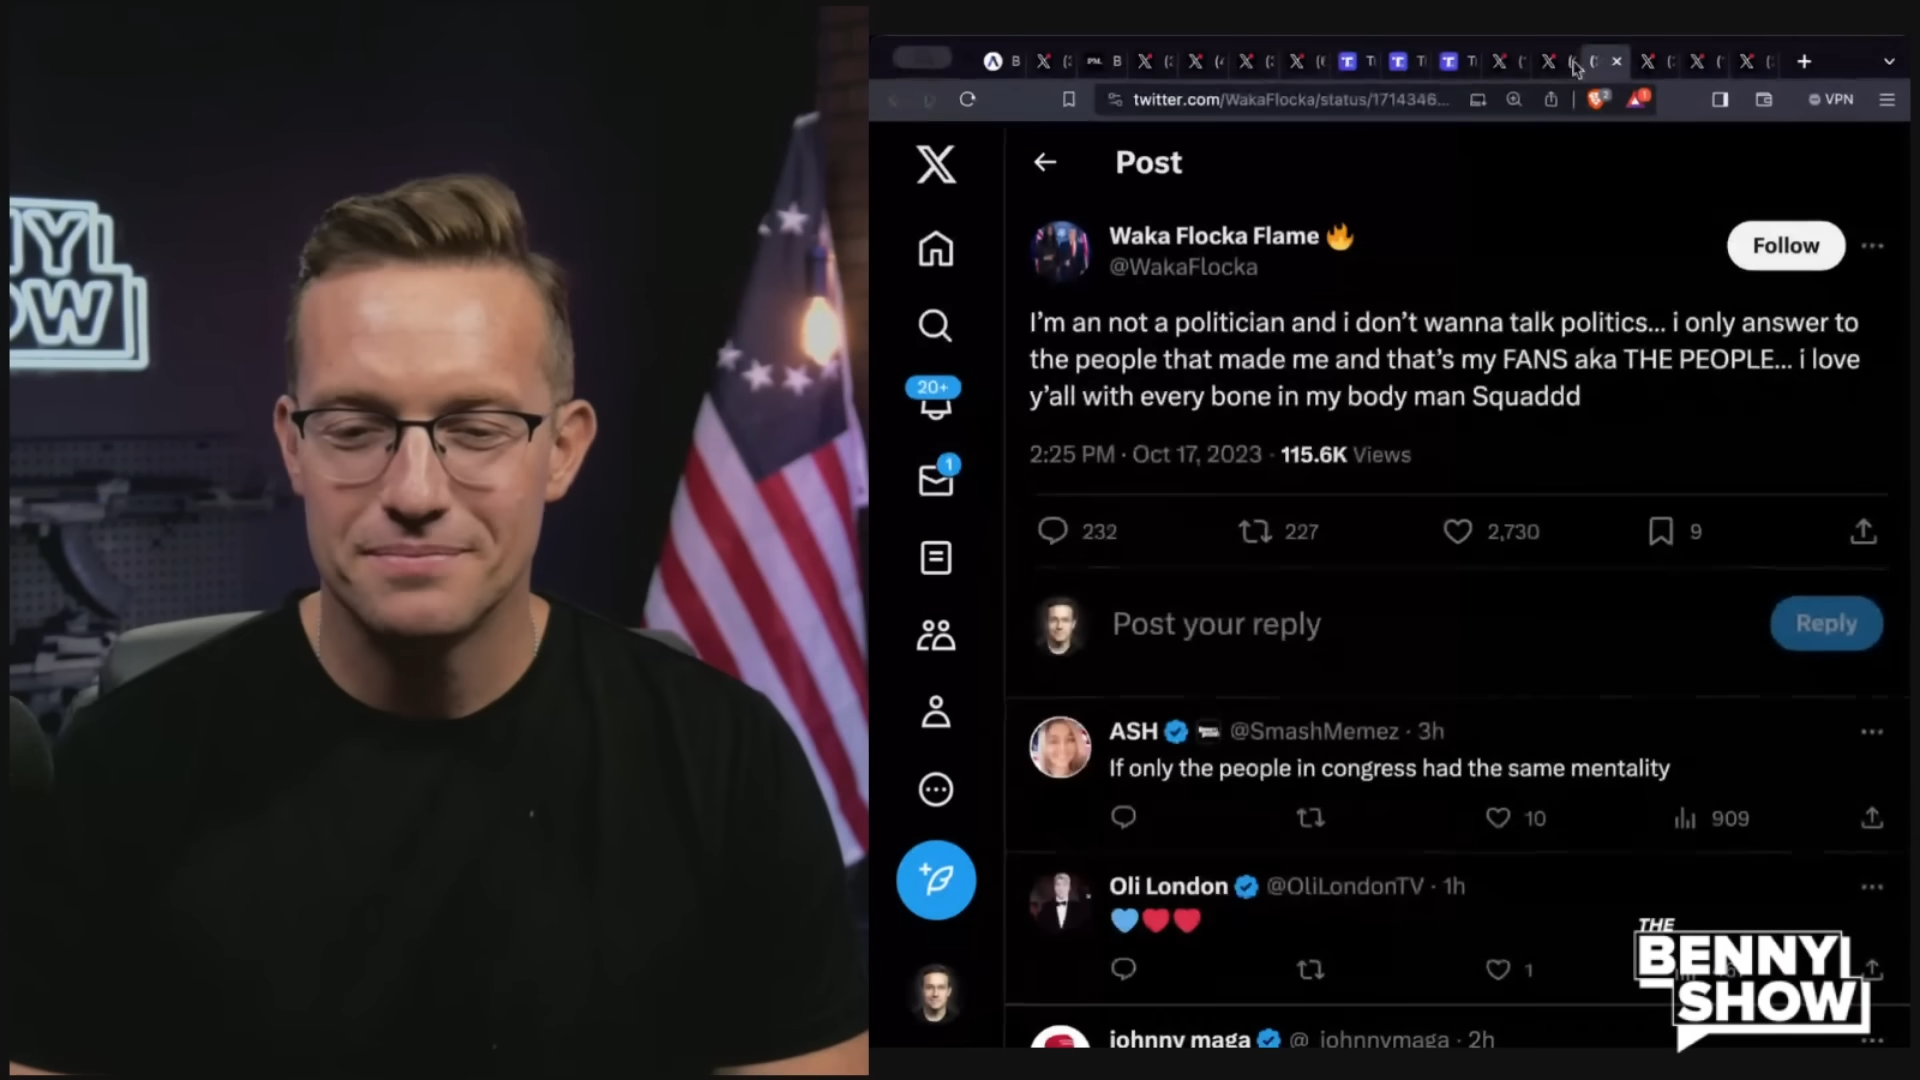 twitter.com/WakaFlocka/status/1714346...
VPN
Post
Waka Flocka Flame 🔥
@WakaFlocka
Follow
I'm an not a politician and i don't wanna talk politics... i only answer to
the people that made me and that's my FANS aka THE PEOPLE... i love
y'all with every bone in my body man Squaddd
2:25 PM · Oct 17, 2023 · 115.6K Views
232 227 2,730 9
20+
1
Post your reply
Reply
ASH @SmashMemez · 3h
If only the people in congress had the same mentality
10 909
Oli London @OliLondonTV · 1h
💙❤️❤️
1
johnny maga @_johnnymaga · 2h
THE
BENNY
SHOW